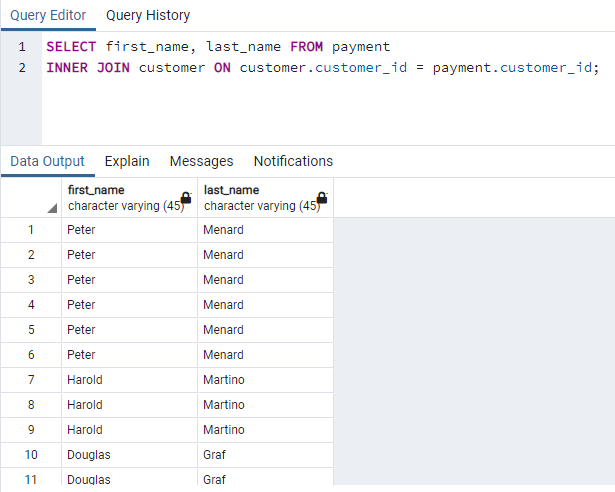 Query Editor Query History
1 SELECT first_name, last_name FROM payment
2 INNER JOIN customer ON customer.customer_id = payment.customer_id;
Data Output Explain Messages Notifications
first_name last_name
character varying (45) character varying (45)
1 Peter Menard
2 Peter Menard
3 Peter Menard
4 Peter Menard
5 Peter Menard
6 Peter Menard
7 Harold Martino
8 Harold Martino
9 Harold Martino
10 Douglas Graf
11 Douglas Graf